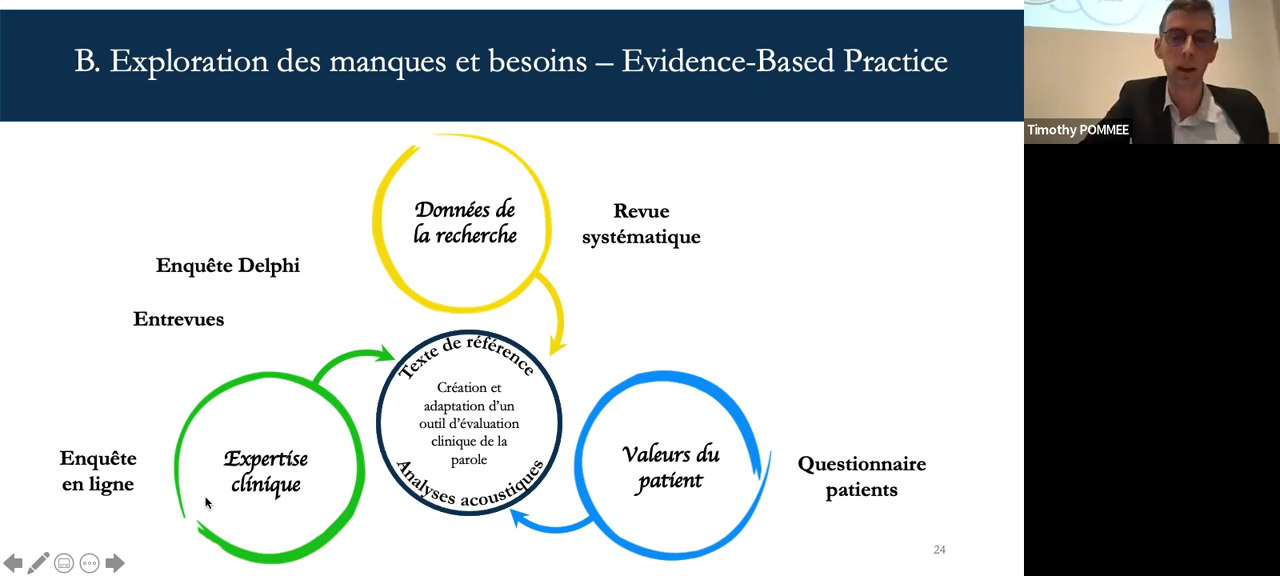 B. Exploration des manques et besoins – Evidence-Based Practice
Timothy POMMEE
Données de
la recherche
Revue
systématique
Enquête Delphi
Entrevues
Texte de référence
Création et
adaptation d'un
outil d'évaluation
clinique de la
parole
Analyses acoustiques
Enquête
en ligne
Expertise
clinique
Valeurs du
patient
Questionnaire
patients
24